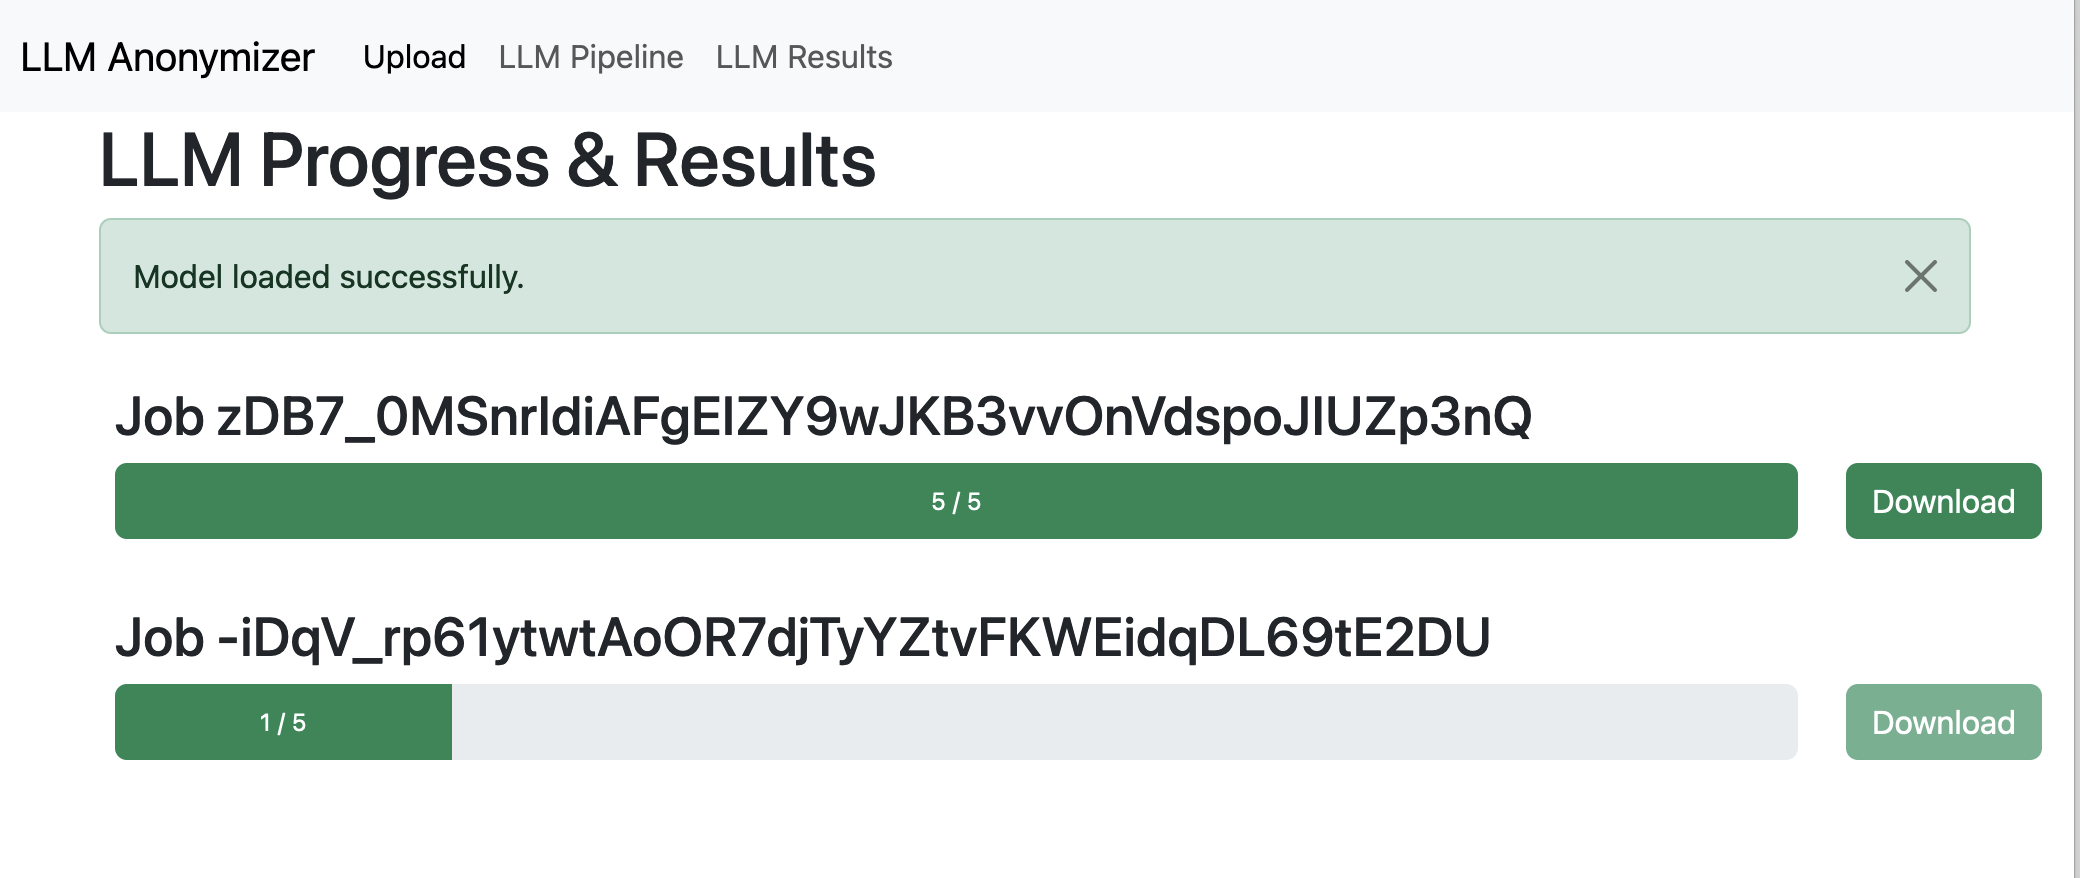 LLM Anonymizer Upload LLM Pipeline LLM Results
LLM Progress & Results
Model loaded successfully.
Job zDB7_0MSnrldiAFgEIZY9wJKB3vvOnVdspoJIUZp3nQ
5 / 5 Download
Job -iDqV_rp61ytwtAoOR7djTyYZtvFKWEidqDL69tE2DU
1 / 5 Download